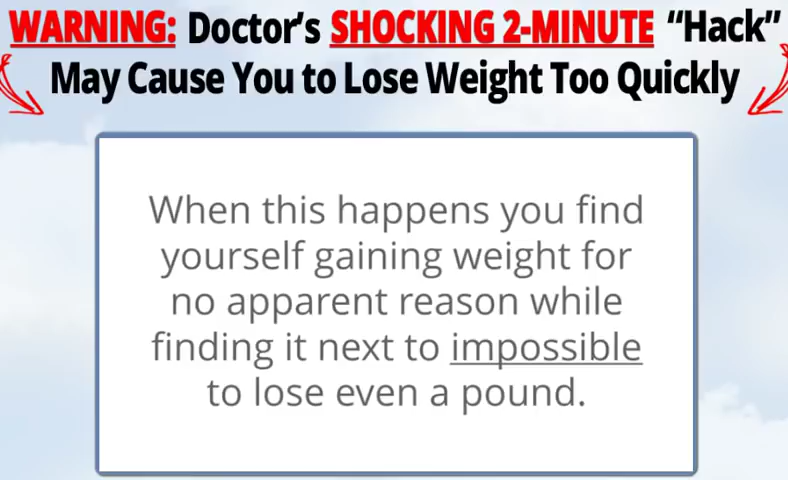 WARNING: Doctor's SHOCKING 2-MINUTE “Hack”
May Cause You to Lose Weight Too Quickly
When this happens you find
yourself gaining weight for
no apparent reason while
finding it next to impossible
to lose even a pound.